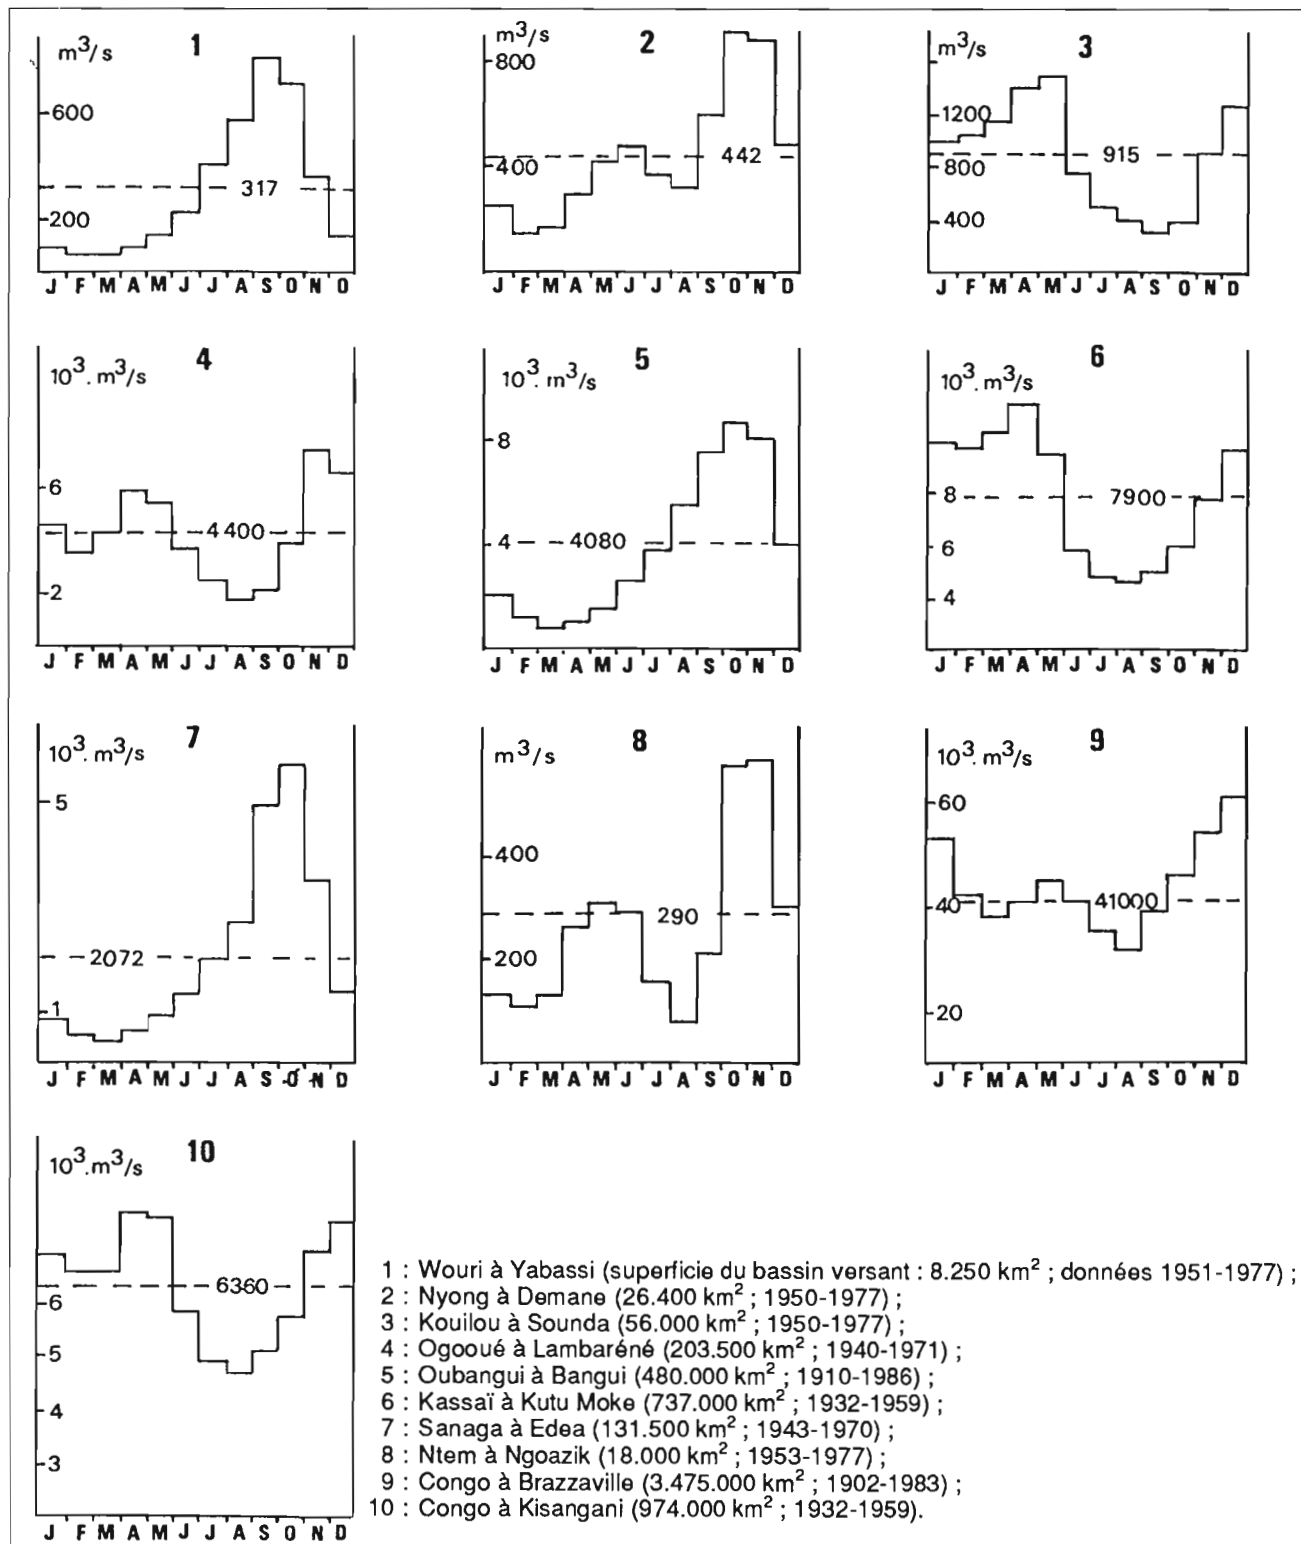 1
m³/s
600
317
200
J F M A M J J A S O N D
2
m³/s
800
442
400
J F M A M J J A S O N D
3
m³/s
1200
915
800
400
J F M A M J J A S O N D
4
10³. m³/s
6
4400
2
J F M A M J J A S O N D
5
10³. m³/s
8
4
4080
J F M A M J J A S O N D
6
10³. m³/s
8
7900
6
4
J F M A M J J A S O N D
7
10³. m³/s
5
2072
1
J F M A M J J A S O N D
8
m³/s
400
290
200
J F M A M J J A S O N D
9
10³. m³/s
60
40
41000
20
J F M A M J J A S O N D
10
10³.m³/s
6360
6
5
4
3
J F M A M J J A S O N D
1 : Wouri à Yabassi (superficie du bassin versant : 8.250 km² ; données 1951-1977) ;
2 : Nyong à Demane (26.400 km² ; 1950-1977) ;
3 : Kouilou à Sounda (56.000 km² ; 1950-1977) ;
4 : Ogooué à Lambaréné (203.500 km² ; 1940-1971) ;
5 : Oubangui à Bangui (480.000 km² ; 1910-1986) ;
6 : Kassaï à Kutu Moke (737.000 km² ; 1932-1959) ;
7 : Sanaga à Edea (131.500 km² ; 1943-1970) ;
8 : Ntem à Ngoazik (18.000 km² ; 1953-1977) ;
9 : Congo à Brazzaville (3.475.000 km² ; 1902-1983) ;
10 : Congo à Kisangani (974.000 km² ; 1932-1959).